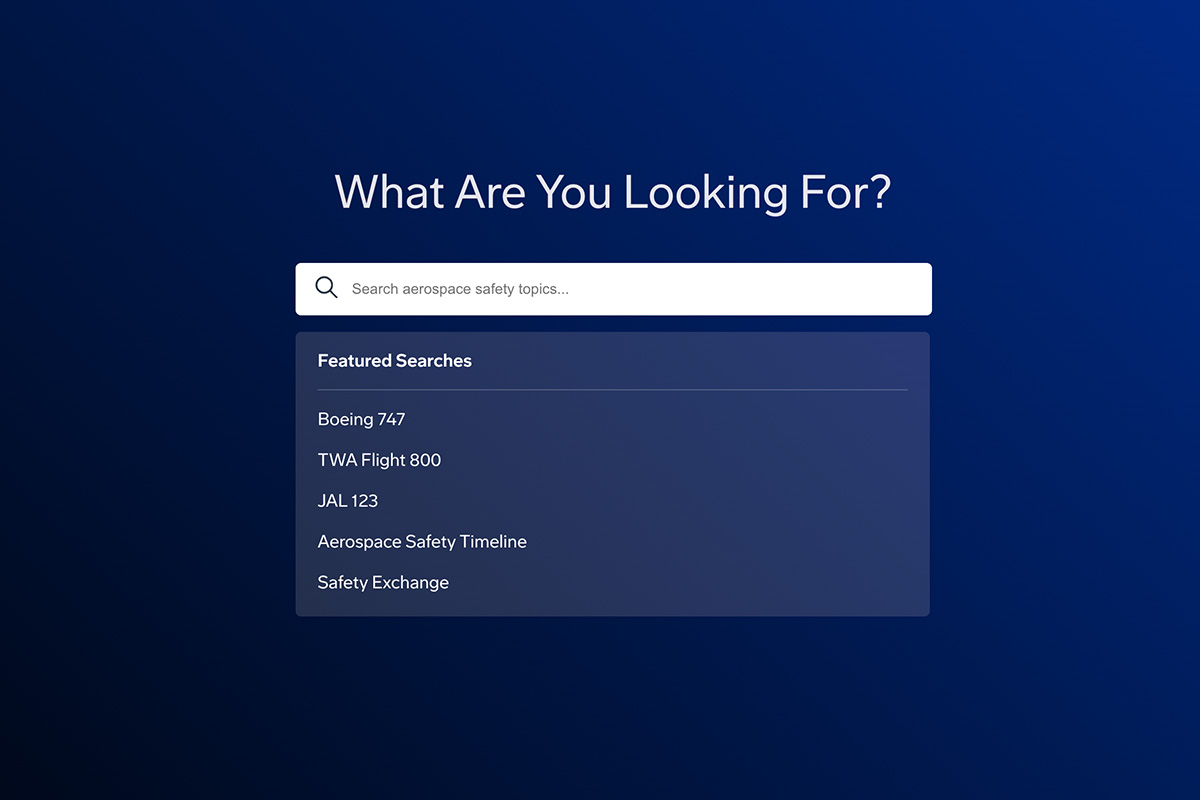 What Are You Looking For?
Search aerospace safety topics...
Featured Searches
Boeing 747
TWA Flight 800
JAL 123
Aerospace Safety Timeline
Safety Exchange